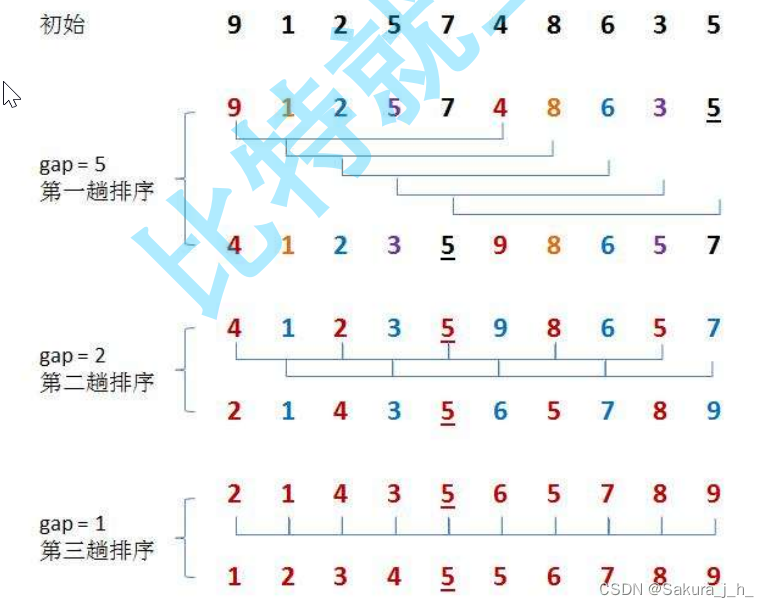 初始 9 1 2 5 7 4 8 6 3 5
9 1 2 5 7 4 8 6 3 5
gap = 5
第一趟排序
4 1 2 3 5 9 8 6 5 7
4 1 2 3 5 9 8 6 5 7
gap = 2
第二趟排序
2 1 4 3 5 6 5 7 8 9
2 1 4 3 5 6 5 7 8 9
gap = 1
第三趟排序
1 2 3 4 5 5 6 7 8 9
比特就
CSDN @Sakura_j_h_